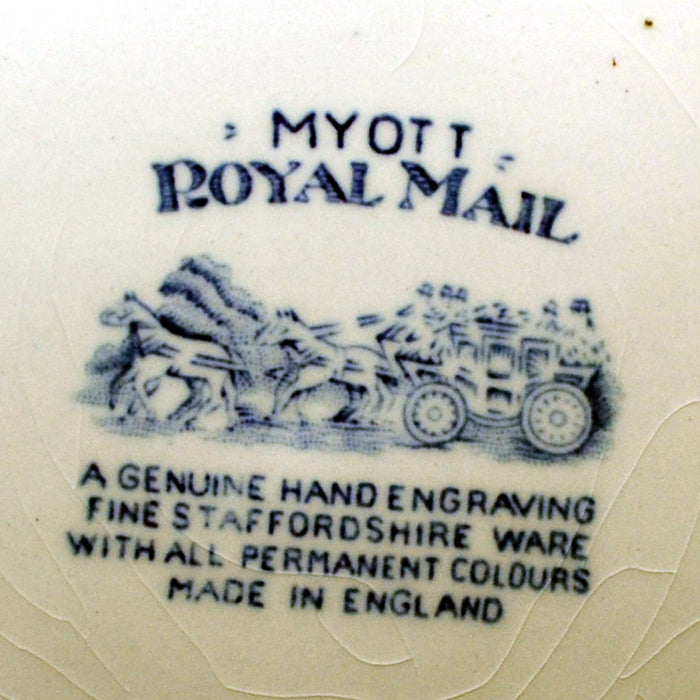 MYOTT
ROYAL MAIL
A GENUINE HAND ENGRAVING
FINE STAFFORDSHIRE WARE
WITH ALL PERMANENT COLOURS
MADE IN ENGLAND